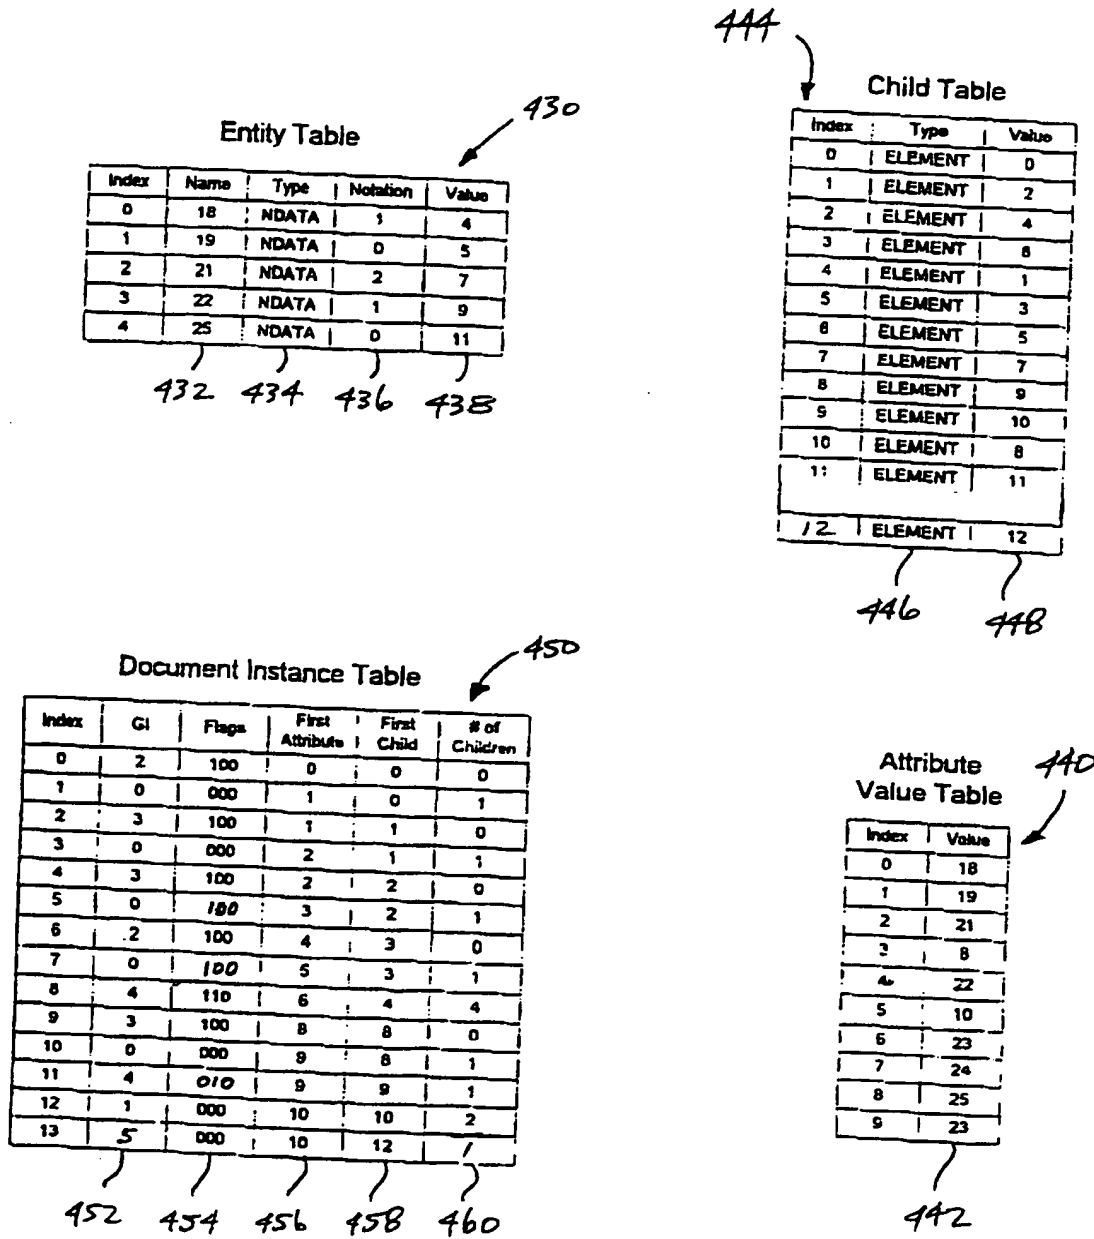 444
Child Table
Index Type Value
0 ELEMENT 0
1 ELEMENT 2
2 ELEMENT 4
3 ELEMENT 6
4 ELEMENT 1
5 ELEMENT 3
6 ELEMENT 5
7 ELEMENT 7
8 ELEMENT 9
9 ELEMENT 10
10 ELEMENT 8
11 ELEMENT 11
12 ELEMENT 12
446 448
430
Entity Table
Index Name Type Notation Value
0 18 NDATA 1 4
1 19 NDATA 0 5
2 21 NDATA 2 7
3 22 NDATA 1 9
4 25 NDATA 0 11
432 434 436 438
450
Document Instance Table
Index GI Flags First Attribute First Child # of Children
0 2 100 0 0 0
1 0 000 1 0 1
2 3 100 1 1 0
3 0 000 2 1 1
4 3 100 2 2 0
5 0 100 3 2 1
6 2 100 4 3 0
7 0 100 5 3 1
8 4 110 6 4 4
9 3 100 8 8 0
10 0 000 9 8 1
11 4 010 9 9 1
12 1 000 10 10 2
13 5 000 10 12 1
452 454 456 458 460
440
Attribute
Value Table
Index Value
0 18
1 19
2 21
3 8
4 22
5 10
6 23
7 24
8 25
9 23
442